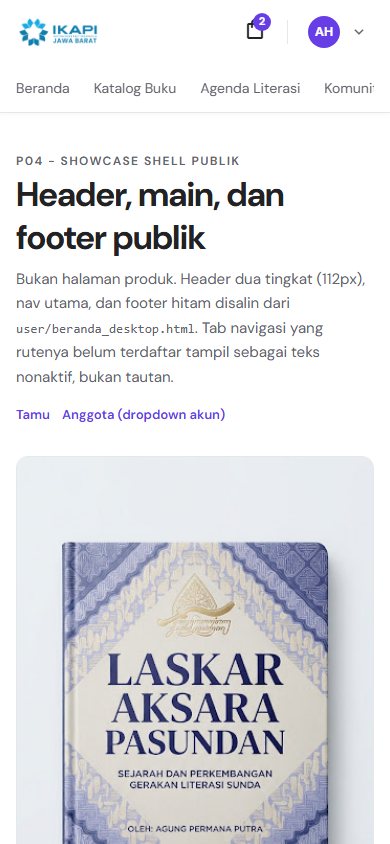 IKAPI
JAWA BARAT
2
AH
Beranda Katalog Buku Agenda Literasi
P04 - SHOWCASE SHELL PUBLIK
Header, main, dan
footer publik
Bukan halaman produk. Header dua tingkat (112px),
nav utama, dan footer hitam disalin dari
user/beranda_desktop.html. Tab navigasi yang
rutenya belum terdaftar tampil sebagai teks
nonaktif, bukan tautan.
Tamu Anggota (dropdown akun)
LASKAR
AKSARA
PASUNDAN
SEJARAH DAN PERKEMBANGAN
GERAKAN LITERASI SUNDA
OLEH: AGUNG PERMANA PUTRA